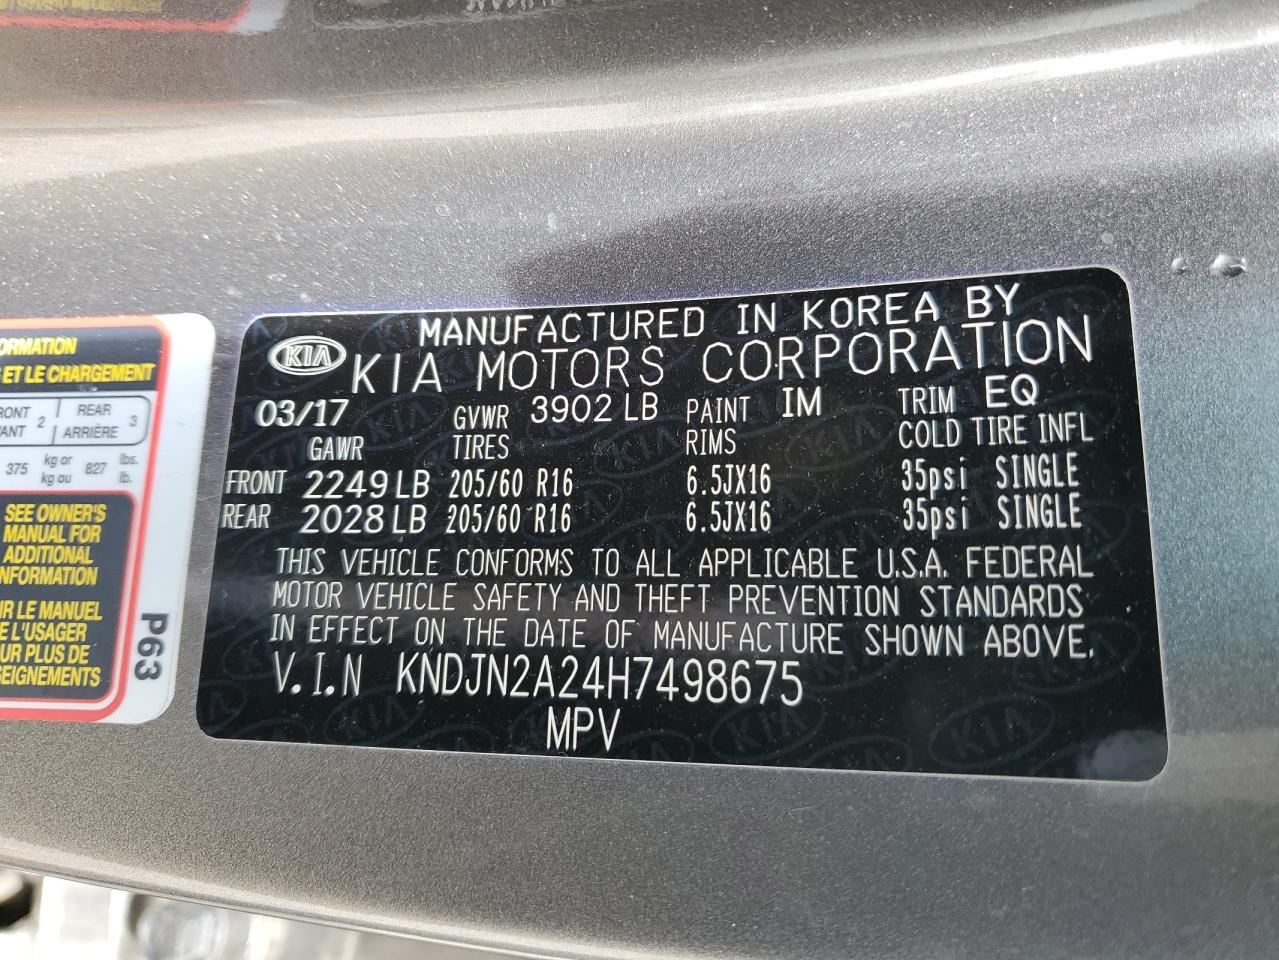 ORMATION
ET LE CHARGEMENT
RONT
VANT 2 REAR
ARRIÈRE 3
375 kg or
kg ou 827 lbs.
lb.
SEE OWNER'S
MANUAL FOR
ADDITIONAL
NFORMATION
R LE MANUEL
E L'USAGER
UR PLUS DE
SEIGNEMENTS
P63
MANUFACTURED IN KOREA BY
KIA KIA MOTORS CORPORATION
03/17 GVWR 3902 LB PAINT IM TRIM EQ
GAWR TIRES RIMS COLD TIRE INFL
FRONT 2249 LB 205/60 R16 6.5JX16 35psi SINGLE
REAR 2028 LB 205/60 R16 6.5JX16 35psi SINGLE
THIS VEHICLE CONFORMS TO ALL APPLICABLE U.S.A. FEDERAL
MOTOR VEHICLE SAFETY AND THEFT PREVENTION STANDARDS
IN EFFECT ON THE DATE OF MANUFACTURE SHOWN ABOVE.
V.I.N KNDJN2A24H7498675
MPV